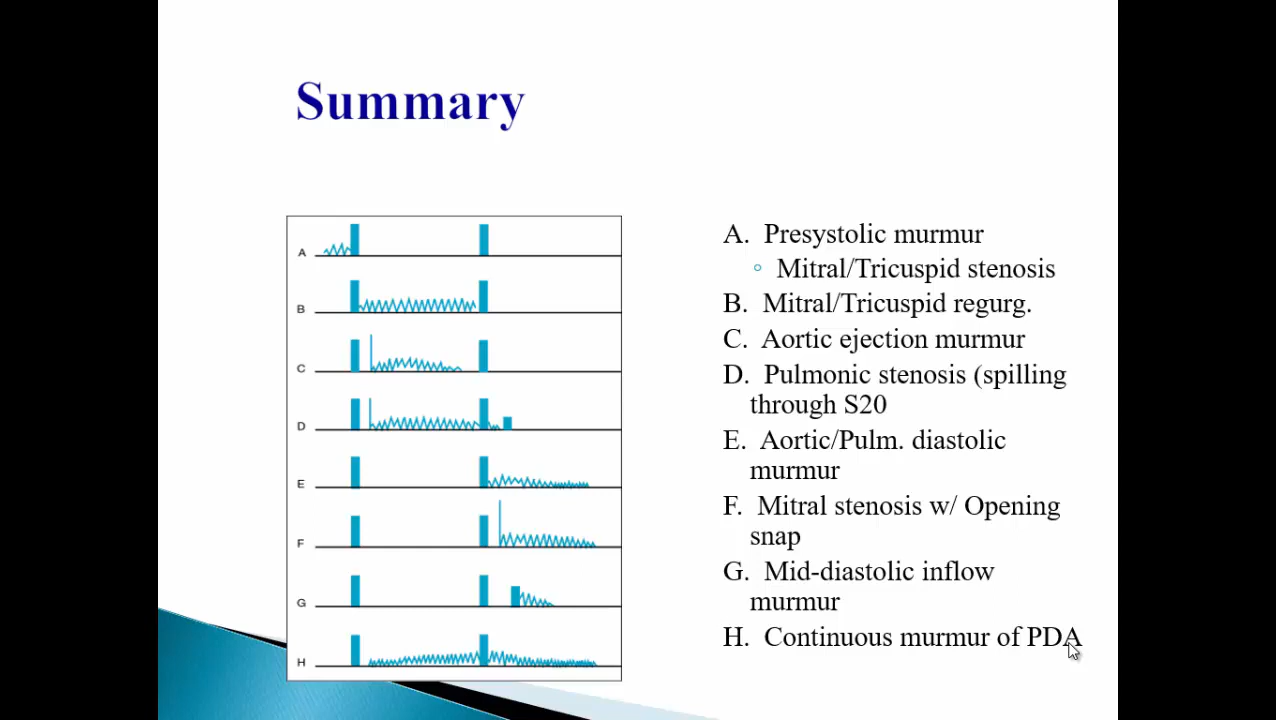 Summary
A
B
C
D
E
F
G
H
A. Presystolic murmur
Mitral/Tricuspid stenosis
B. Mitral/Tricuspid regurg.
C. Aortic ejection murmur
D. Pulmonic stenosis (spilling
through S20
E. Aortic/Pulm. diastolic
murmur
F. Mitral stenosis w/ Opening
snap
G. Mid-diastolic inflow
murmur
H. Continuous murmur of PDA